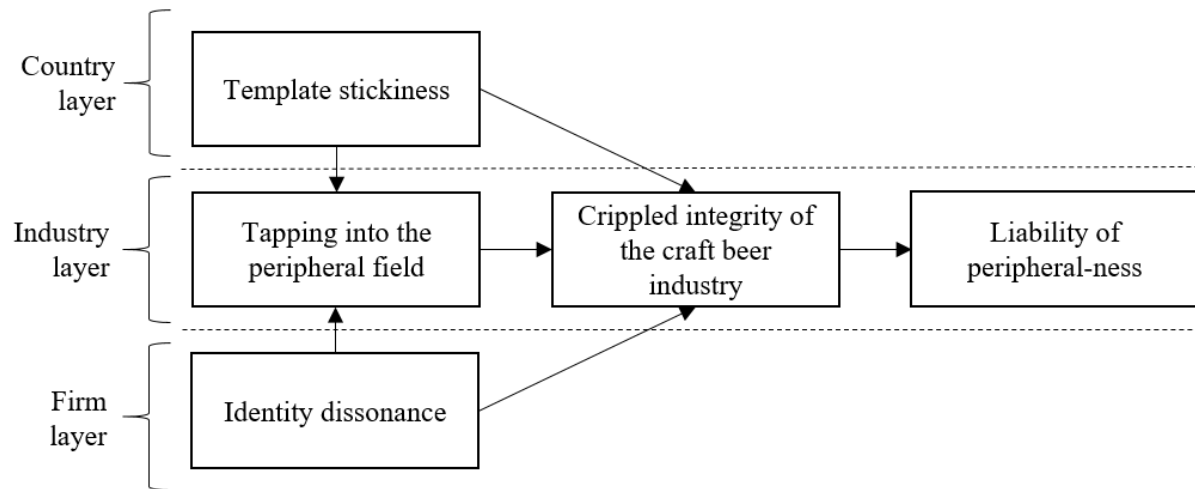 Country
layer
Template stickiness
Industry
layer
Tapping into the
peripheral field
Crippled integrity of
the craft beer
industry
Liability of
peripheral-ness
Firm
layer
Identity dissonance